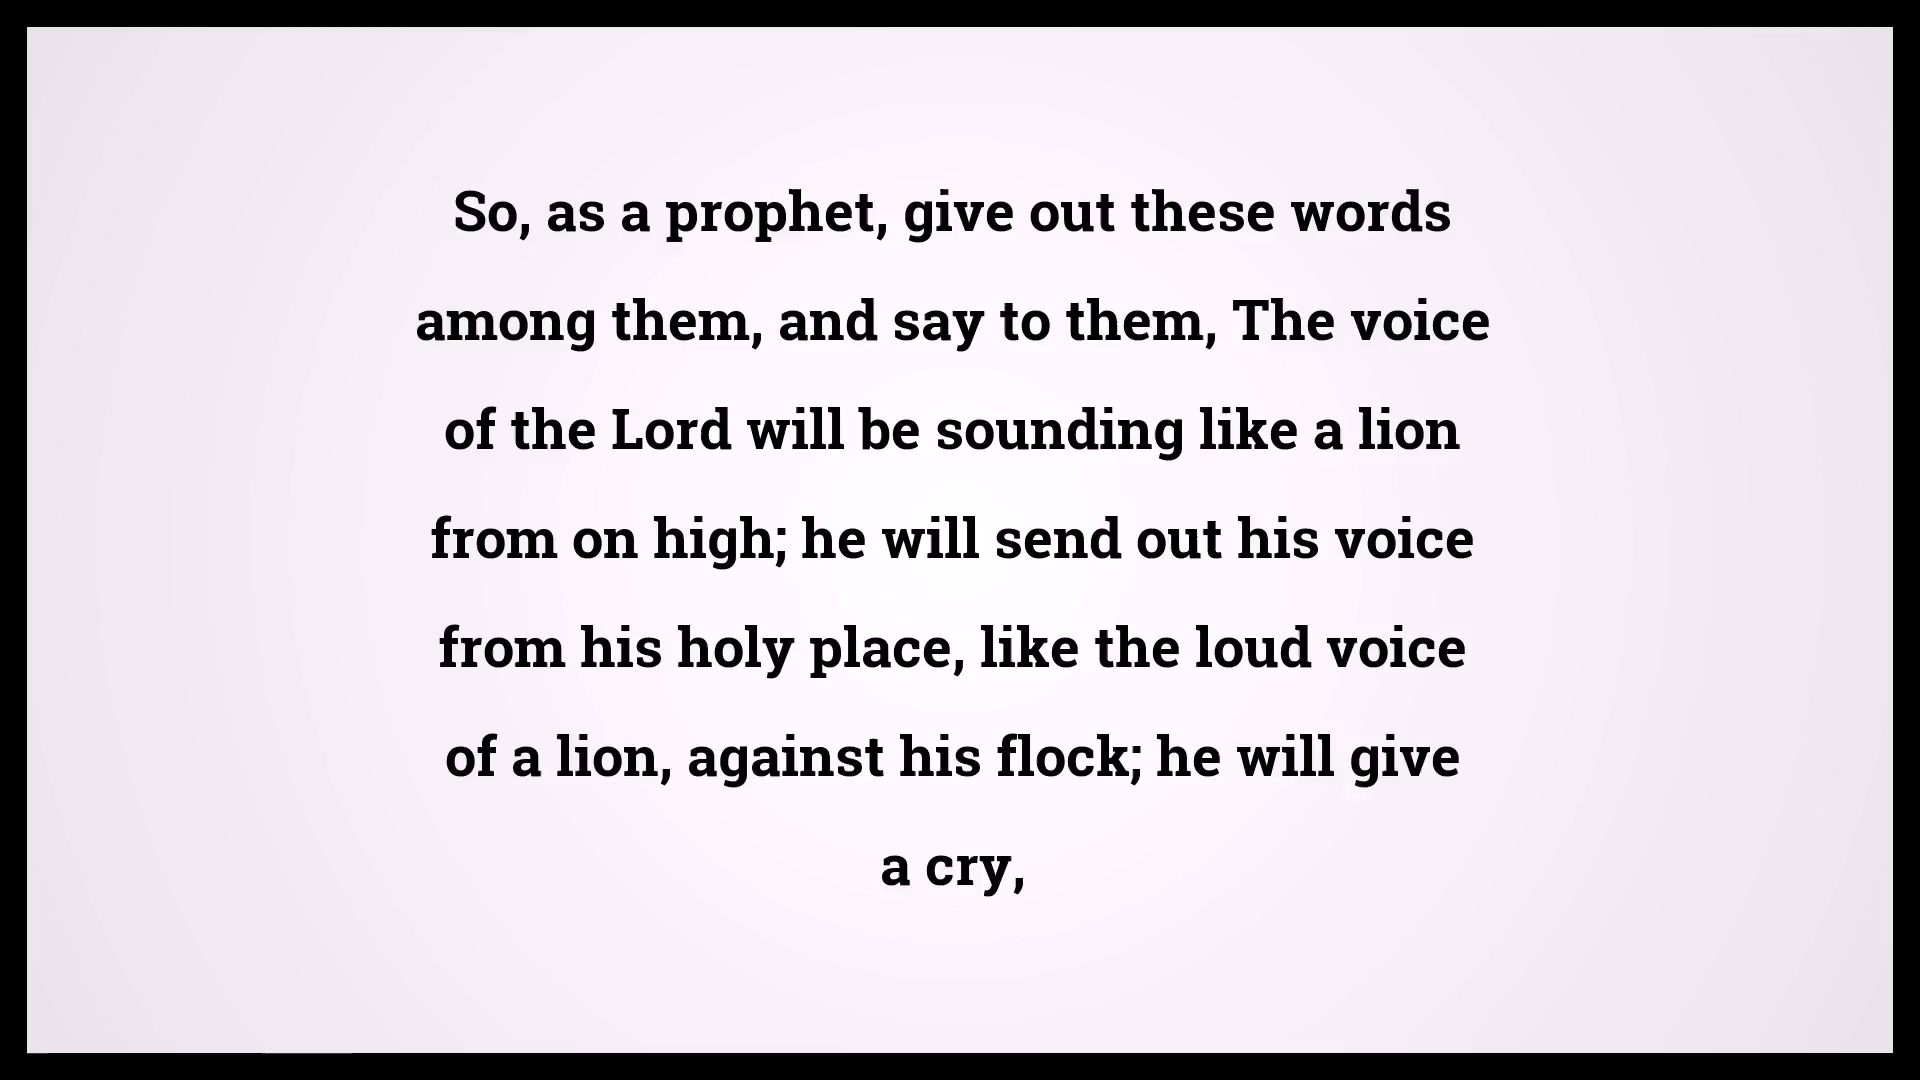 So, as a prophet, give out these words
among them, and say to them, The voice
of the Lord will be sounding like a lion
from on high; he will send out his voice
from his holy place, like the loud voice
of a lion, against his flock; he will give
a cry,